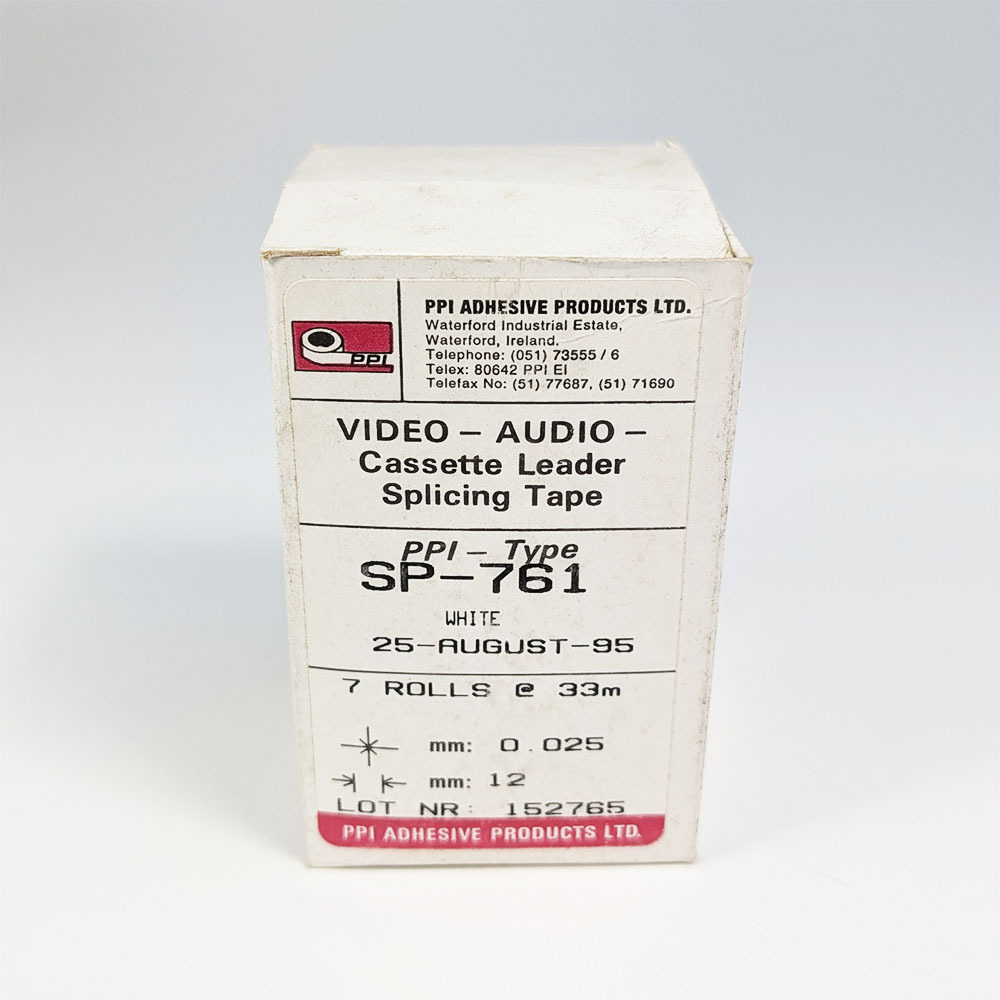 PPI
PPI ADHESIVE PRODUCTS LTD.
Waterford Industrial Estate,
Waterford, Ireland.
Telephone: (051) 73555 / 6
Telex: 80642 PPI EI
Telefax No: (51) 77687, (51) 71690
VIDEO – AUDIO –
Cassette Leader
Splicing Tape
PPI – Type
SP-761
WHITE
25-AUGUST-95
7 ROLLS @ 33m
mm: 0.025
mm: 12
LOT NR: 152765
PPI ADHESIVE PRODUCTS LTD.